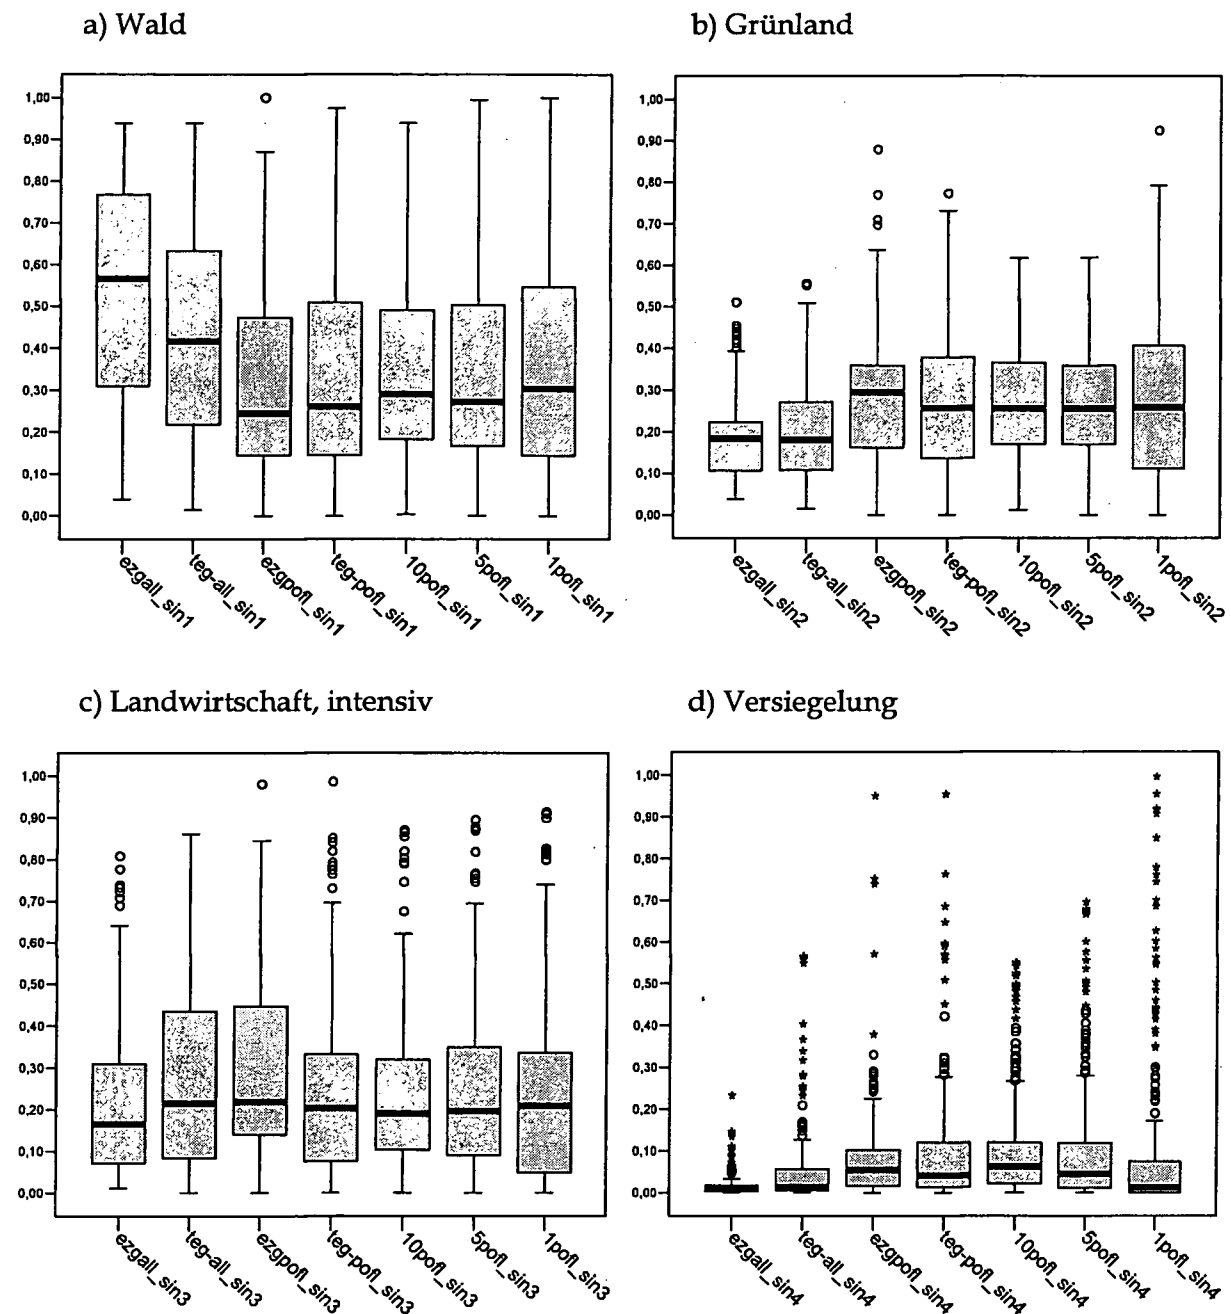 a) Wald
1,00
0,90
0,80
0,70
0,60
0,50
0,40
0,30
0,20
0,10
0,00
ezgall_sin1
teg-all_sin1
ezgpofl_sin1
teg-pofl_sin1
10pofl_sin1
5pofl_sin1
1pofl_sin1
b) Grünland
1,00
0,90
0,80
0,70
0,60
0,50
0,40
0,30
0,20
0,10
0,00
ezgall_sin2
teg-all_sin2
ezgpofl_sin2
teg-pofl_sin2
10pofl_sin2
5pofl_sin2
1pofl_sin2
c) Landwirtschaft, intensiv
1,00
0,90
0,80
0,70
0,60
0,50
0,40
0,30
0,20
0,10
0,00
ezgall_sin3
teg-all_sin3
ezgpofl_sin3
teg-pofl_sin3
10pofl_sin3
5pofl_sin3
1pofl_sin3
d) Versiegelung
1,00
0,90
0,80
0,70
0,60
0,50
0,40
0,30
0,20
0,10
0,00
ezgall_sin4
teg-all_sin4
ezgpofl_sin4
teg-pofl_sin4
10pofl_sin4
5pofl_sin4
1pofl_sin4